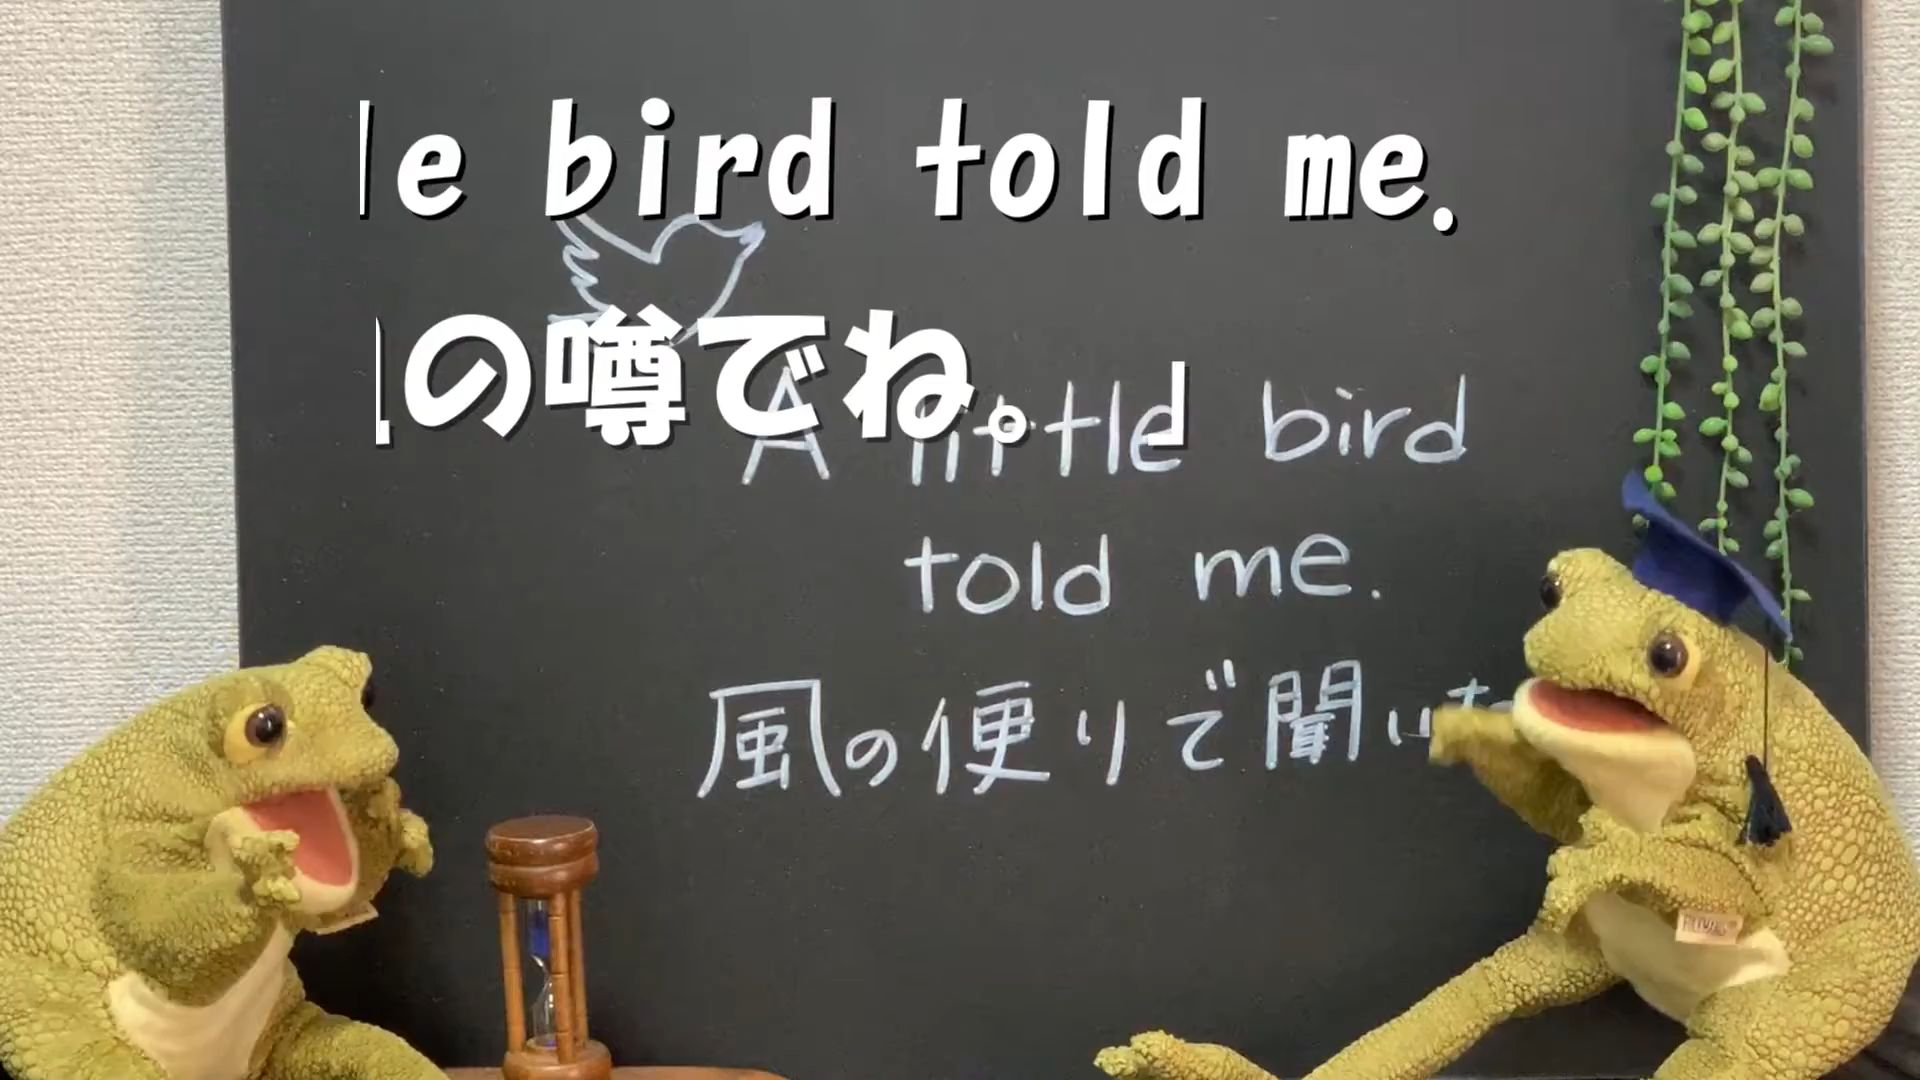 le bird told me.
の噂でね。」
A little bird
told me.
風の便りで聞いた